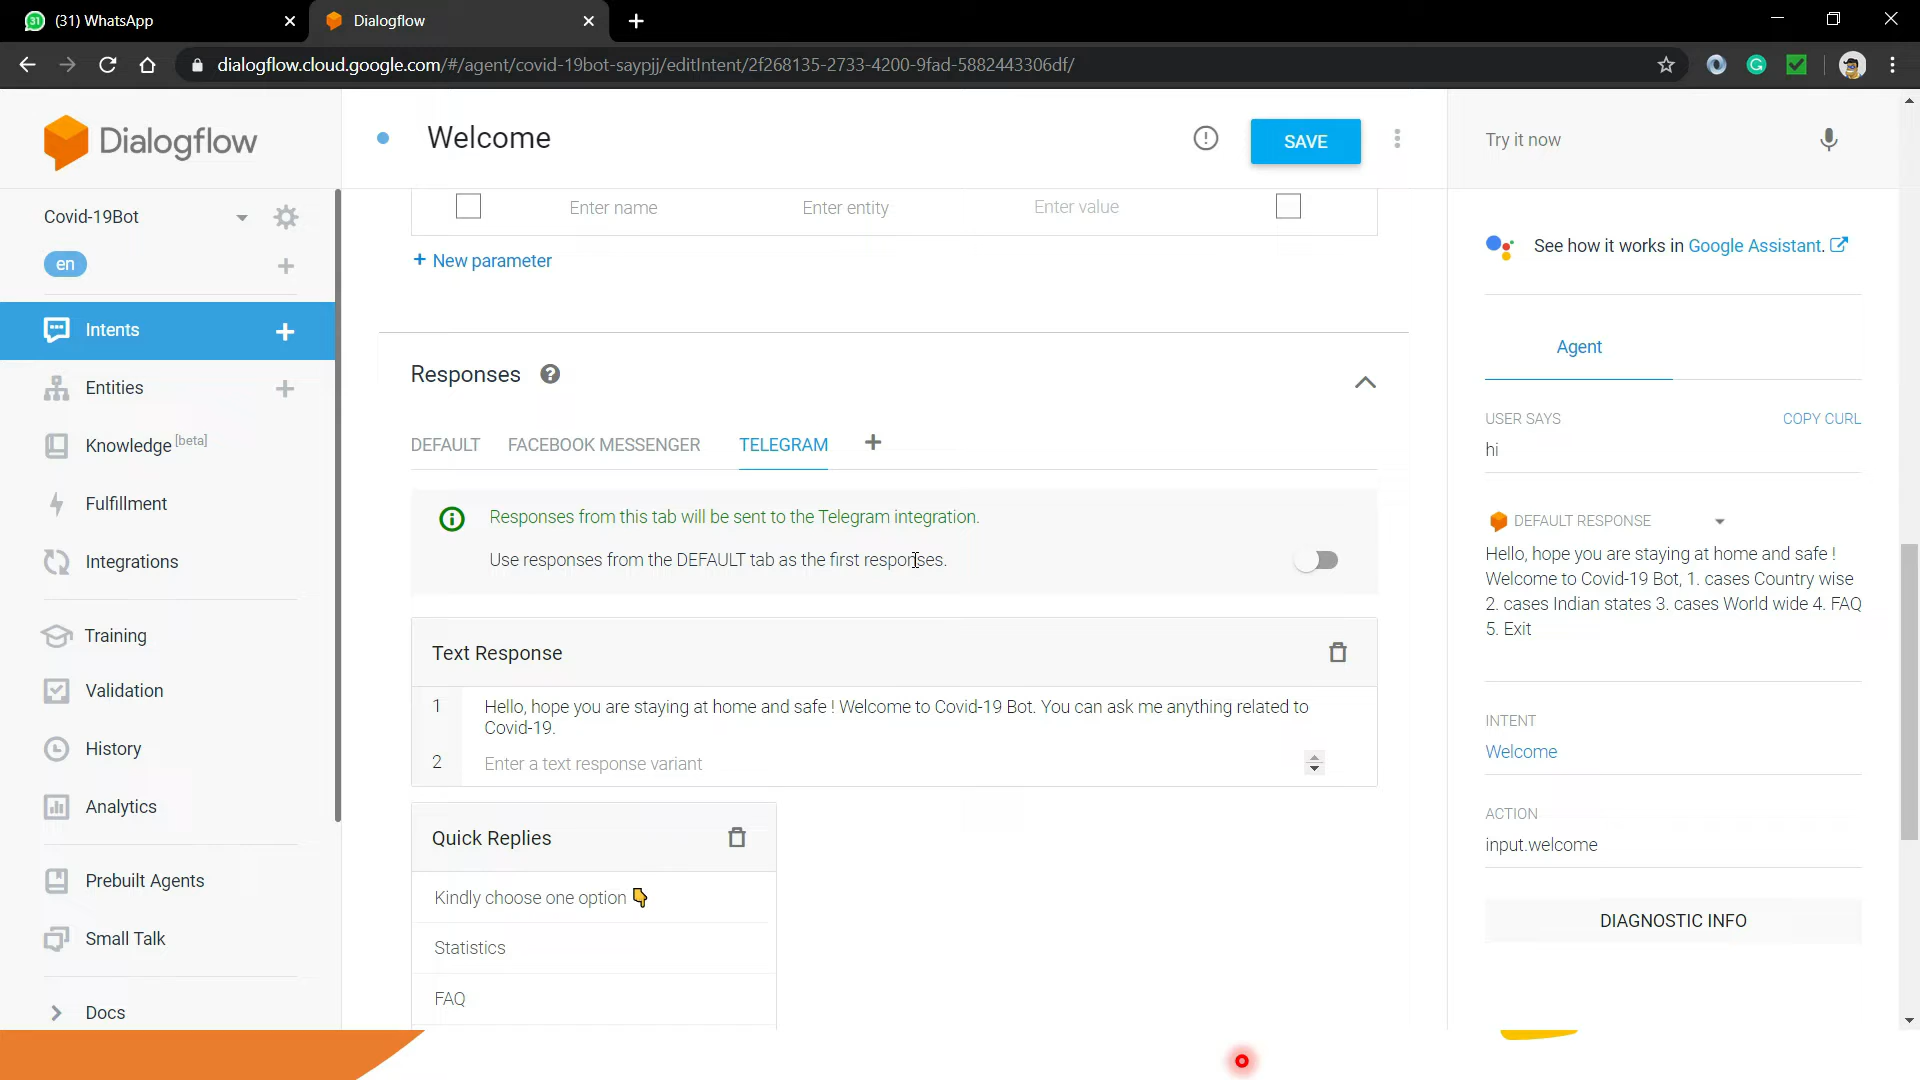 (31) WhatsApp
Dialogflow
dialogflow.cloud.google.com/#/agent/covid-19bot-saypjj/editIntent/2f268135-2733-4200-9fad-5882443306df/
Dialogflow
Covid-19Bot
en
Intents
Entities
Knowledge [beta]
Fulfillment
Integrations
Training
Validation
History
Analytics
Prebuilt Agents
Small Talk
Docs
Welcome
SAVE
Enter name Enter entity Enter value
+ New parameter
Responses
DEFAULT FACEBOOK MESSENGER TELEGRAM
Responses from this tab will be sent to the Telegram integration.
Use responses from the DEFAULT tab as the first responses.
Text Response
1 Hello, hope you are staying at home and safe ! Welcome to Covid-19 Bot. You can ask me anything related to
Covid-19.
2 Enter a text response variant
Quick Replies
Kindly choose one option 👇
Statistics
FAQ
Try it now
See how it works in Google Assistant.
Agent
USER SAYS COPY CURL
hi
DEFAULT RESPONSE
Hello, hope you are staying at home and safe !
Welcome to Covid-19 Bot, 1. cases Country wise
2. cases Indian states 3. cases World wide 4. FAQ
5. Exit
INTENT
Welcome
ACTION
input.welcome
DIAGNOSTIC INFO